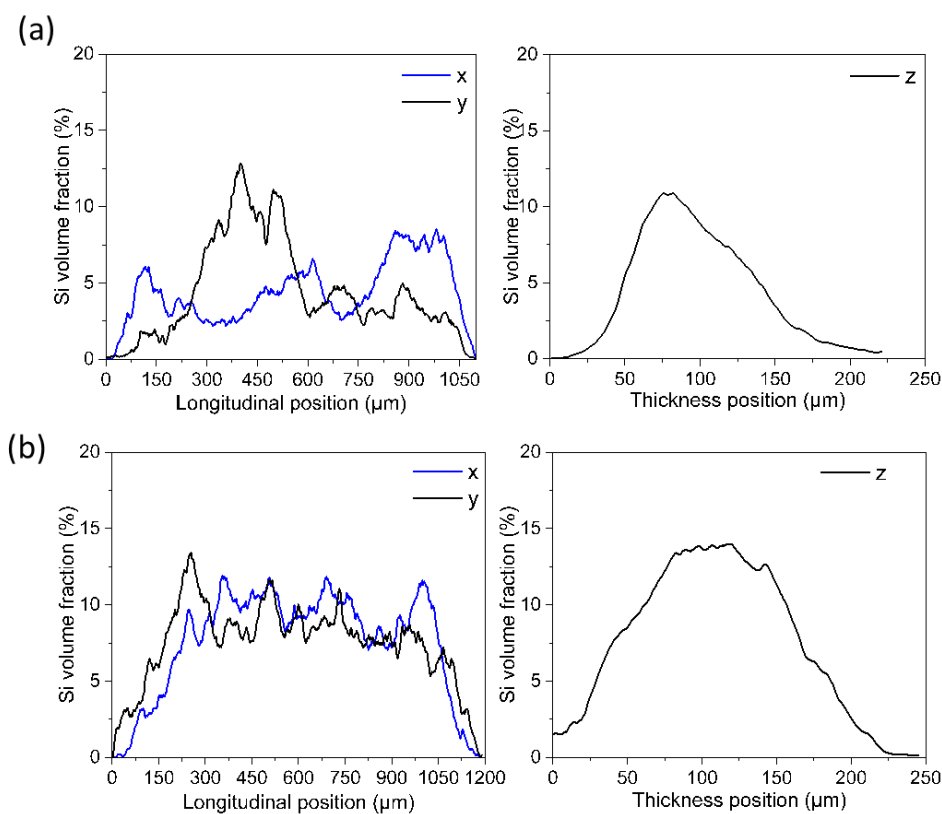 (a)
20
15
10
5
0
Si volume fraction (%)
x
y
0 150 300 450 600 750 900 1050
Longitudinal position (µm)
20
15
10
5
0
Si volume fraction (%)
z
0 50 100 150 200 250
Thickness position (µm)
(b)
20
15
10
5
0
Si volume fraction (%)
x
y
0 150 300 450 600 750 900 1050 1200
Longitudinal position (µm)
20
15
10
5
0
Si volume fraction (%)
z
0 50 100 150 200 250
Thickness position (µm)